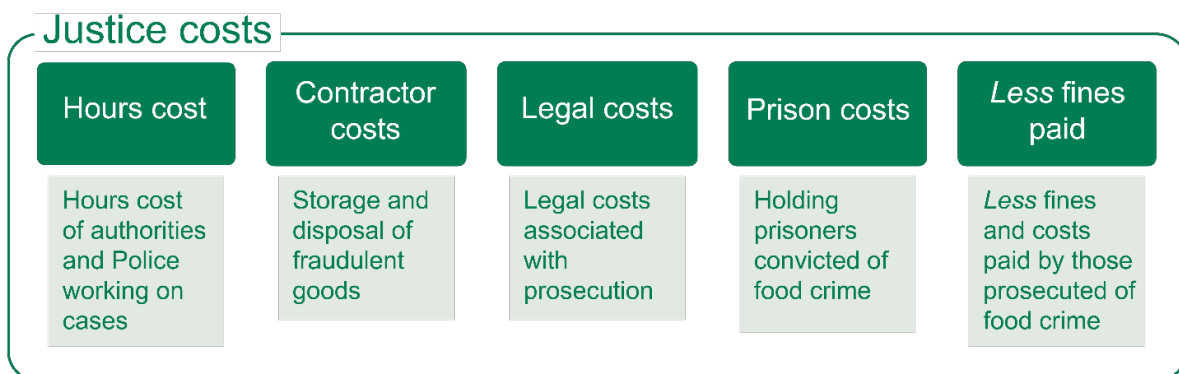 Justice costs
Hours cost
Contractor
costs
Legal costs
Prison costs
Less fines
paid
Hours cost
of authorities
and Police
working on
cases
Storage and
disposal of
fraudulent
goods
Legal costs
associated
with
prosecution
Holding
prisoners
convicted of
food crime
Less fines
and costs
paid by those
prosecuted of
food crime